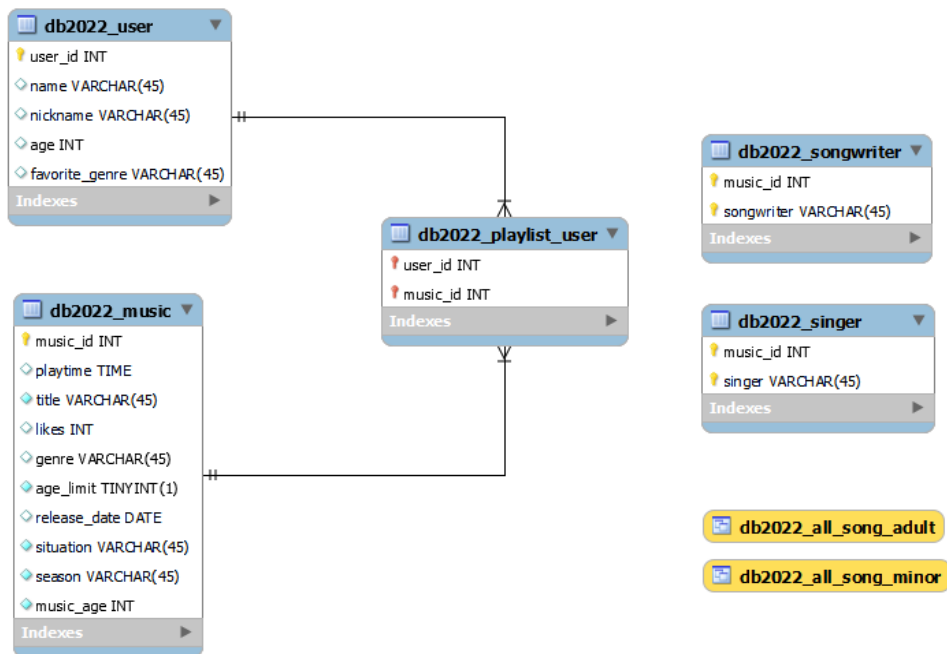 db2022_user
user_id INT
name VARCHAR(45)
nickname VARCHAR(45)
age INT
favorite_genre VARCHAR(45)
Indexes
db2022_music
music_id INT
playtime TIME
title VARCHAR(45)
likes INT
genre VARCHAR(45)
age_limit TINYINT(1)
release_date DATE
situation VARCHAR(45)
season VARCHAR(45)
music_age INT
Indexes
db2022_playlist_user
user_id INT
music_id INT
Indexes
db2022_songwriter
music_id INT
songwriter VARCHAR(45)
Indexes
db2022_singer
music_id INT
singer VARCHAR(45)
Indexes
db2022_all_song_adult
db2022_all_song_minor